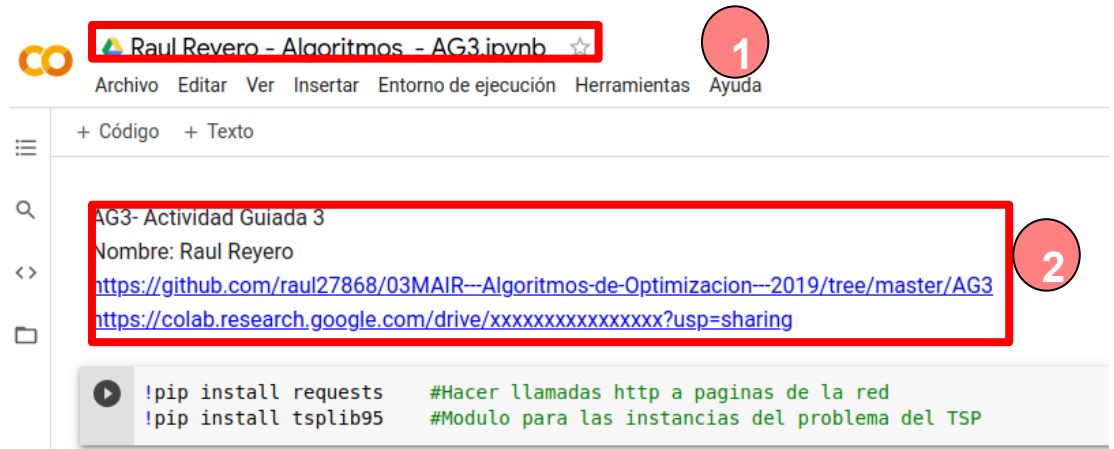 Raul Reyero - Algoritmos - AG3.ipynb
1
Archivo Editar Ver Insertar Entorno de ejecución Herramientas Ayuda
+ Código + Texto
AG3- Actividad Guiada 3
Nombre: Raul Reyero
2
https://github.com/raul27868/03MAIR---Algoritmos-de-Optimizacion---2019/tree/master/AG3
https://colab.research.google.com/drive/xxxxxxxxxxxxxxxx?usp=sharing
!pip install requests #Hacer llamadas http a paginas de la red
!pip install tsplib95 #Modulo para las instancias del problema del TSP